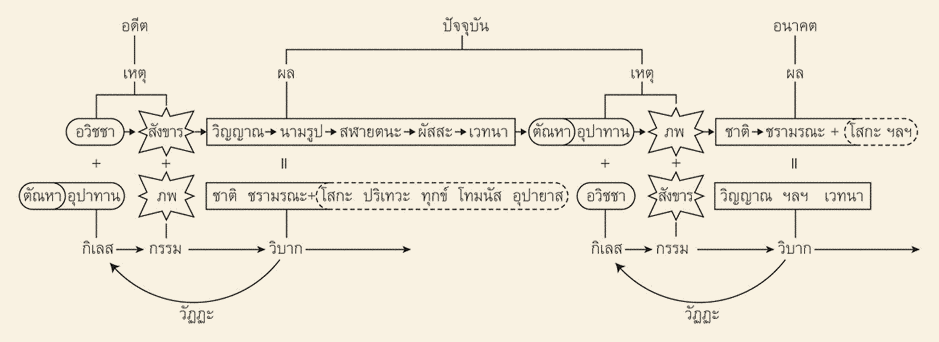 อดีต ปัจจุบัน อนาคต
เหตุ ผล เหตุ ผล
อวิชชา สังขาร วิญญาณ นามรูป สฬายตนะ ผัสสะ เวทนา ตัณหา อุปาทาน ภพ ชาติ ชรามรณะ + โสกะ ฯลฯ
+ + = + + =
ตัณหา อุปาทาน ภพ ชาติ ชรามรณะ+ โสกะ ปริเทวะ ทุกข์ โทมนัส อุปายาส อวิชชา สังขาร วิญญาณ ฯลฯ เวทนา
กิเลส กรรม วิบาก กิเลส กรรม วิบาก
วัฏฏะ วัฏฏะ